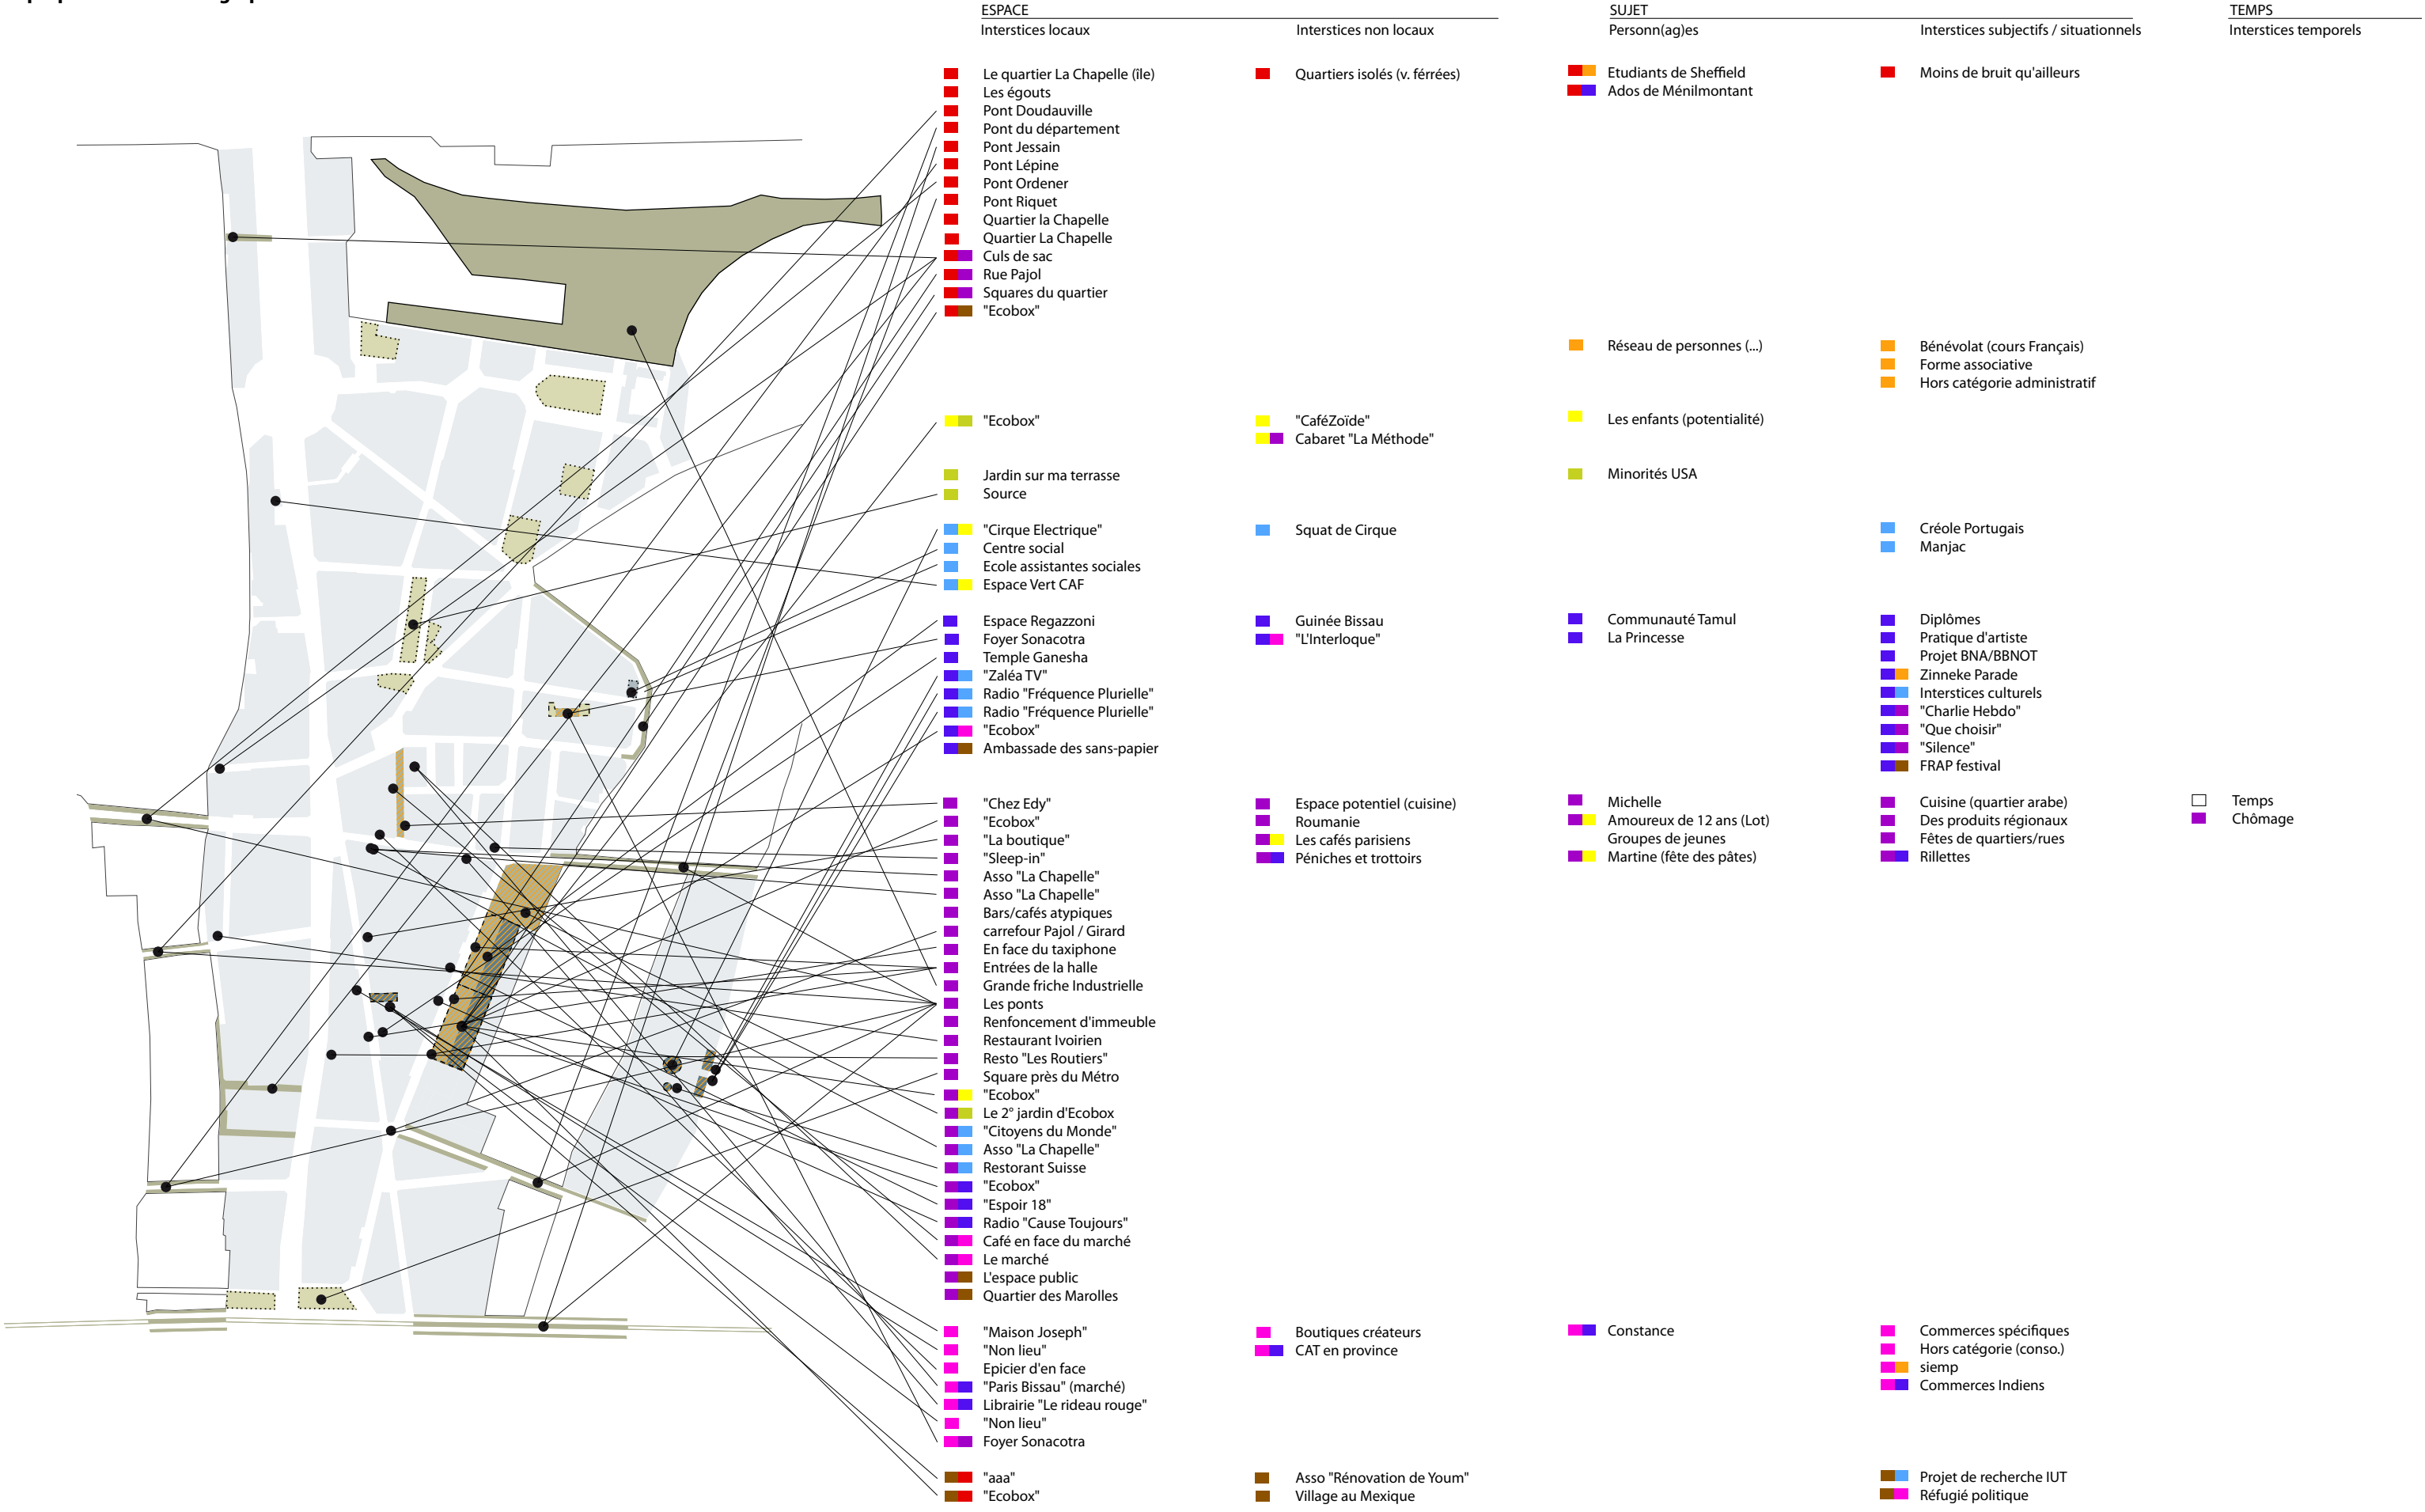 ESPACE
Interstices locaux
Le quartier La Chapelle (île)
Les égouts
Pont Doudauville
Pont du département
Pont Jessain
Pont Lépine
Pont Ordener
Pont Riquet
Quartier la Chapelle
Quartier La Chapelle
Culs de sac
Rue Pajol
Squares du quartier
"Ecobox"
"Ecobox"
Jardin sur ma terrasse
Source
"Cirque Electrique"
Centre social
Ecole assistantes sociales
Espace Vert CAF
Espace Regazzoni
Foyer Sonacotra
Temple Ganesha
"Zaléa TV"
Radio "Fréquence Plurielle"
Radio "Fréquence Plurielle"
"Ecobox"
Ambassade des sans-papier
"Chez Edy"
"Ecobox"
"La boutique"
"Sleep-in"
Asso "La Chapelle"
Asso "La Chapelle"
Bars/cafés atypiques
carrefour Pajol / Girard
En face du taxiphone
Entrées de la halle
Grande friche Industrielle
Les ponts
Renfoncement d'immeuble
Restaurant Ivoirien
Resto "Les Routiers"
Square près du Métro
"Ecobox"
Le 2° jardin d'Ecobox
"Citoyens du Monde"
Asso "La Chapelle"
Restorant Suisse
"Ecobox"
"Espoir 18"
Radio "Cause Toujours"
Café en face du marché
Le marché
L'espace public
Quartier des Marolles
"Maison Joseph"
"Non lieu"
Epicier d'en face
"Paris Bissau" (marché)
Librairie "Le rideau rouge"
"Non lieu"
Foyer Sonacotra
"aaa"
"Ecobox"
Interstices non locaux
Quartiers isolés (v. férrées)
"CaféZoïde"
Cabaret "La Méthode"
Squat de Cirque
Guinée Bissau
"L'Interloque"
Espace potentiel (cuisine)
Roumanie
Les cafés parisiens
Péniches et trottoirs
Boutiques créateurs
CAT en province
Asso "Rénovation de Youm"
Village au Mexique
SUJET
Personn(ag)es
Etudiants de Sheffield
Ados de Ménilmontant
Réseau de personnes (...)
Les enfants (potentialité)
Minorités USA
Communauté Tamul
La Princesse
Michelle
Amoureux de 12 ans (Lot)
Groupes de jeunes
Martine (fête des pâtes)
Constance
Interstices subjectifs / situationnels
Moins de bruit qu'ailleurs
Bénévolat (cours Français)
Forme associative
Hors catégorie administratif
Créole Portugais
Manjac
Diplômes
Pratique d'artiste
Projet BNA/BBNOT
Zinneke Parade
Interstices culturels
"Charlie Hebdo"
"Que choisir"
"Silence"
FRAP festival
Cuisine (quartier arabe)
Des produits régionaux
Fêtes de quartiers/rues
Rillettes
Commerces spécifiques
Hors catégorie (conso.)
siemp
Commerces Indiens
Projet de recherche IUT
Réfugié politique
TEMPS
Interstices temporels
Temps
Chômage